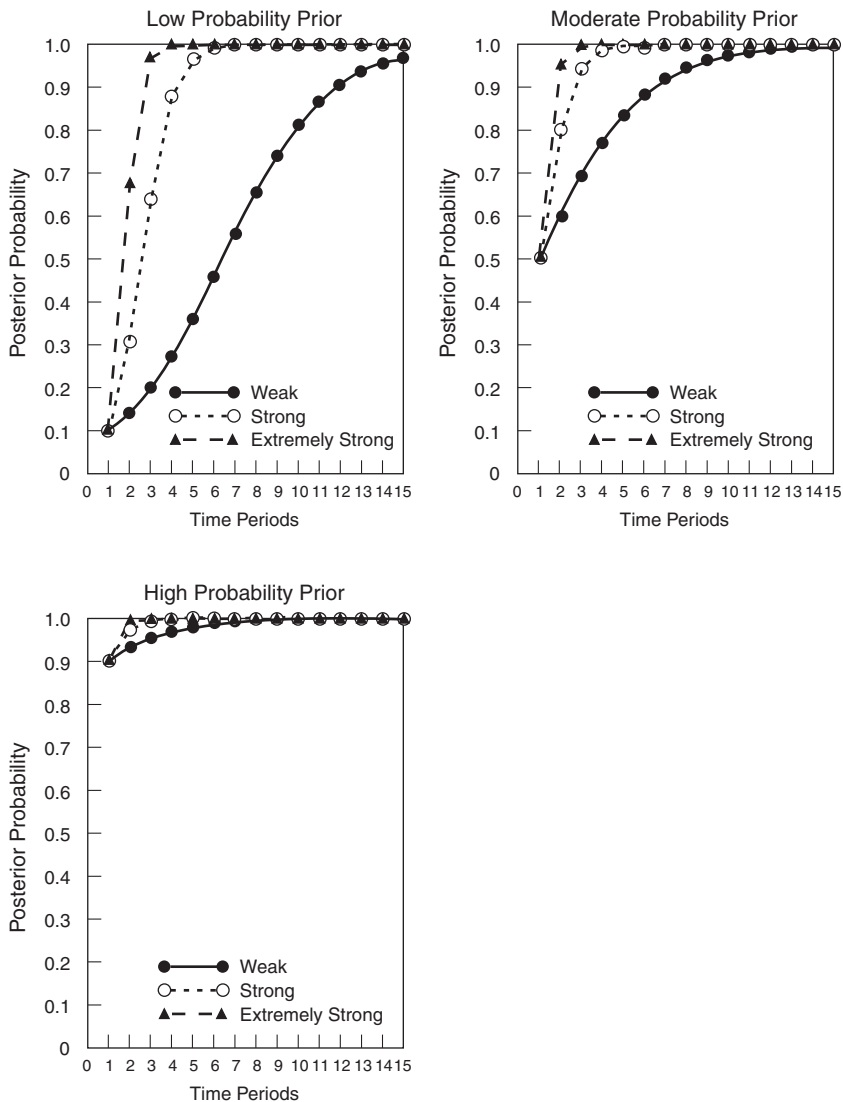 Low Probability Prior
1.0
0.9
0.8
0.7
0.6
0.5
0.4
0.3
0.2
0.1
0
Posterior Probability
Weak
Strong
Extremely Strong
0 1 2 3 4 5 6 7 8 9 10 11 12 13 14 15
Time Periods
Moderate Probability Prior
1.0
0.9
0.8
0.7
0.6
0.5
0.4
0.3
0.2
0.1
0
Posterior Probability
Weak
Strong
Extremely Strong
0 1 2 3 4 5 6 7 8 9 10 11 12 13 14 15
Time Periods
High Probability Prior
1.0
0.9
0.8
0.7
0.6
0.5
0.4
0.3
0.2
0.1
0
Posterior Probability
Weak
Strong
Extremely Strong
0 1 2 3 4 5 6 7 8 9 10 11 12 13 14 15
Time Periods